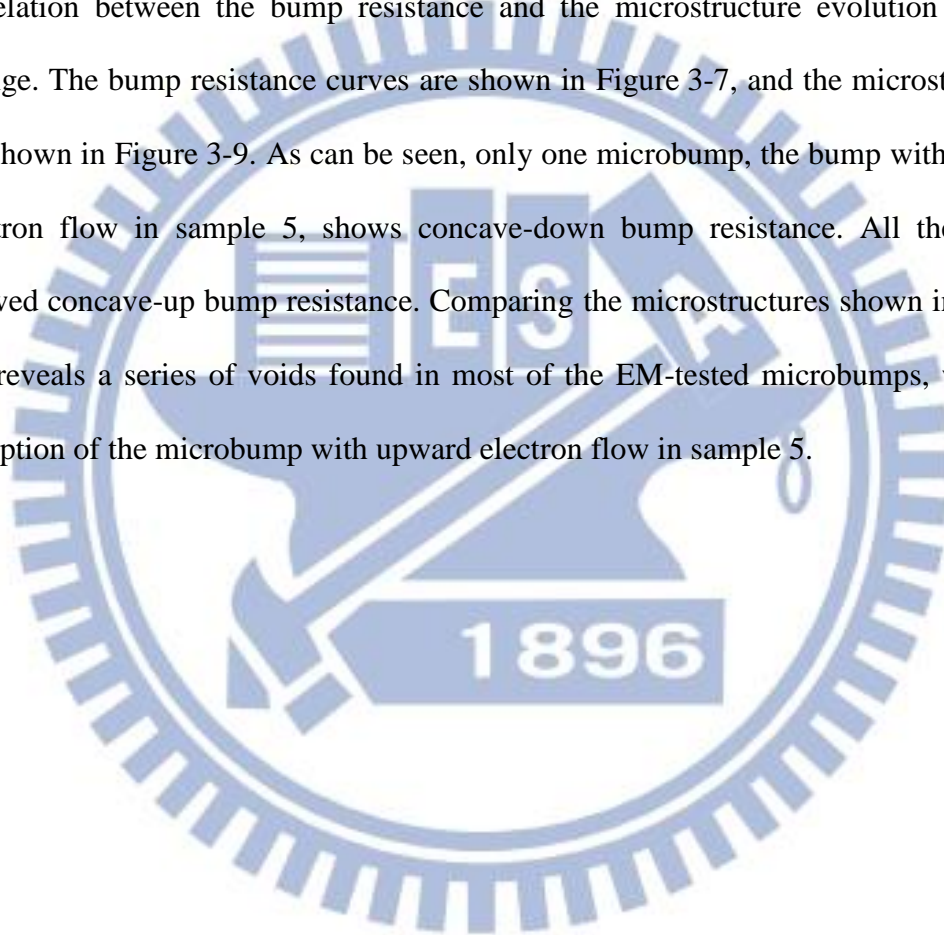 elation between the bump resistance and the microstructure evolution
ge. The bump resistance curves are shown in Figure 3-7, and the microst
hown in Figure 3-9. As can be seen, only one microbump, the bump with
tron flow in sample 5, shows concave-down bump resistance. All the
ved concave-up bump resistance. Comparing the microstructures shown in
reveals a series of voids found in most of the EM-tested microbumps,
ption of the microbump with upward electron flow in sample 5.
E S A
1896